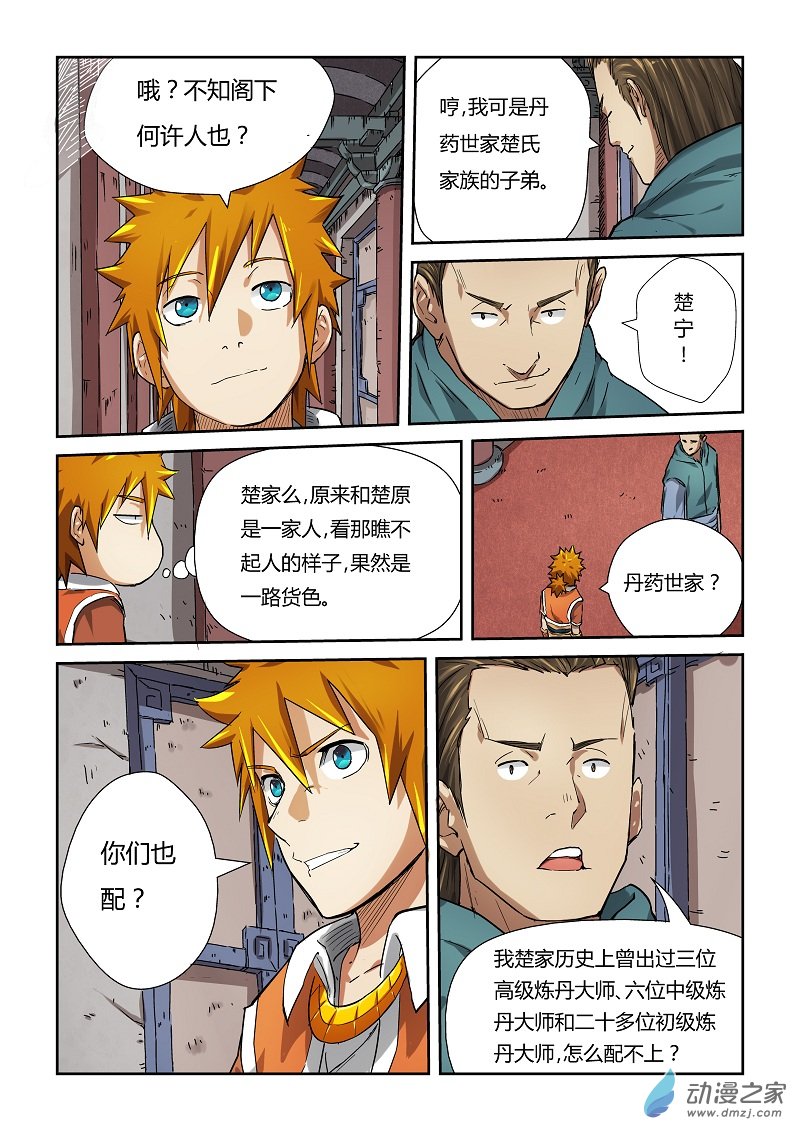 哦？不知阁下
何许人也？
哼，我可是丹
药世家楚氏
家族的子弟。
楚
宁
！
楚家么，原来和楚原
是一家人，看那瞧不
起人的样子，果然是
一路货色。
丹药世家？
你们也
配？
我楚家历史上曾出过三位
高级炼丹大师、六位中级炼
丹大师和二十多位初级炼
丹大师，怎么配不上？
动漫之家
www.dmzj.com